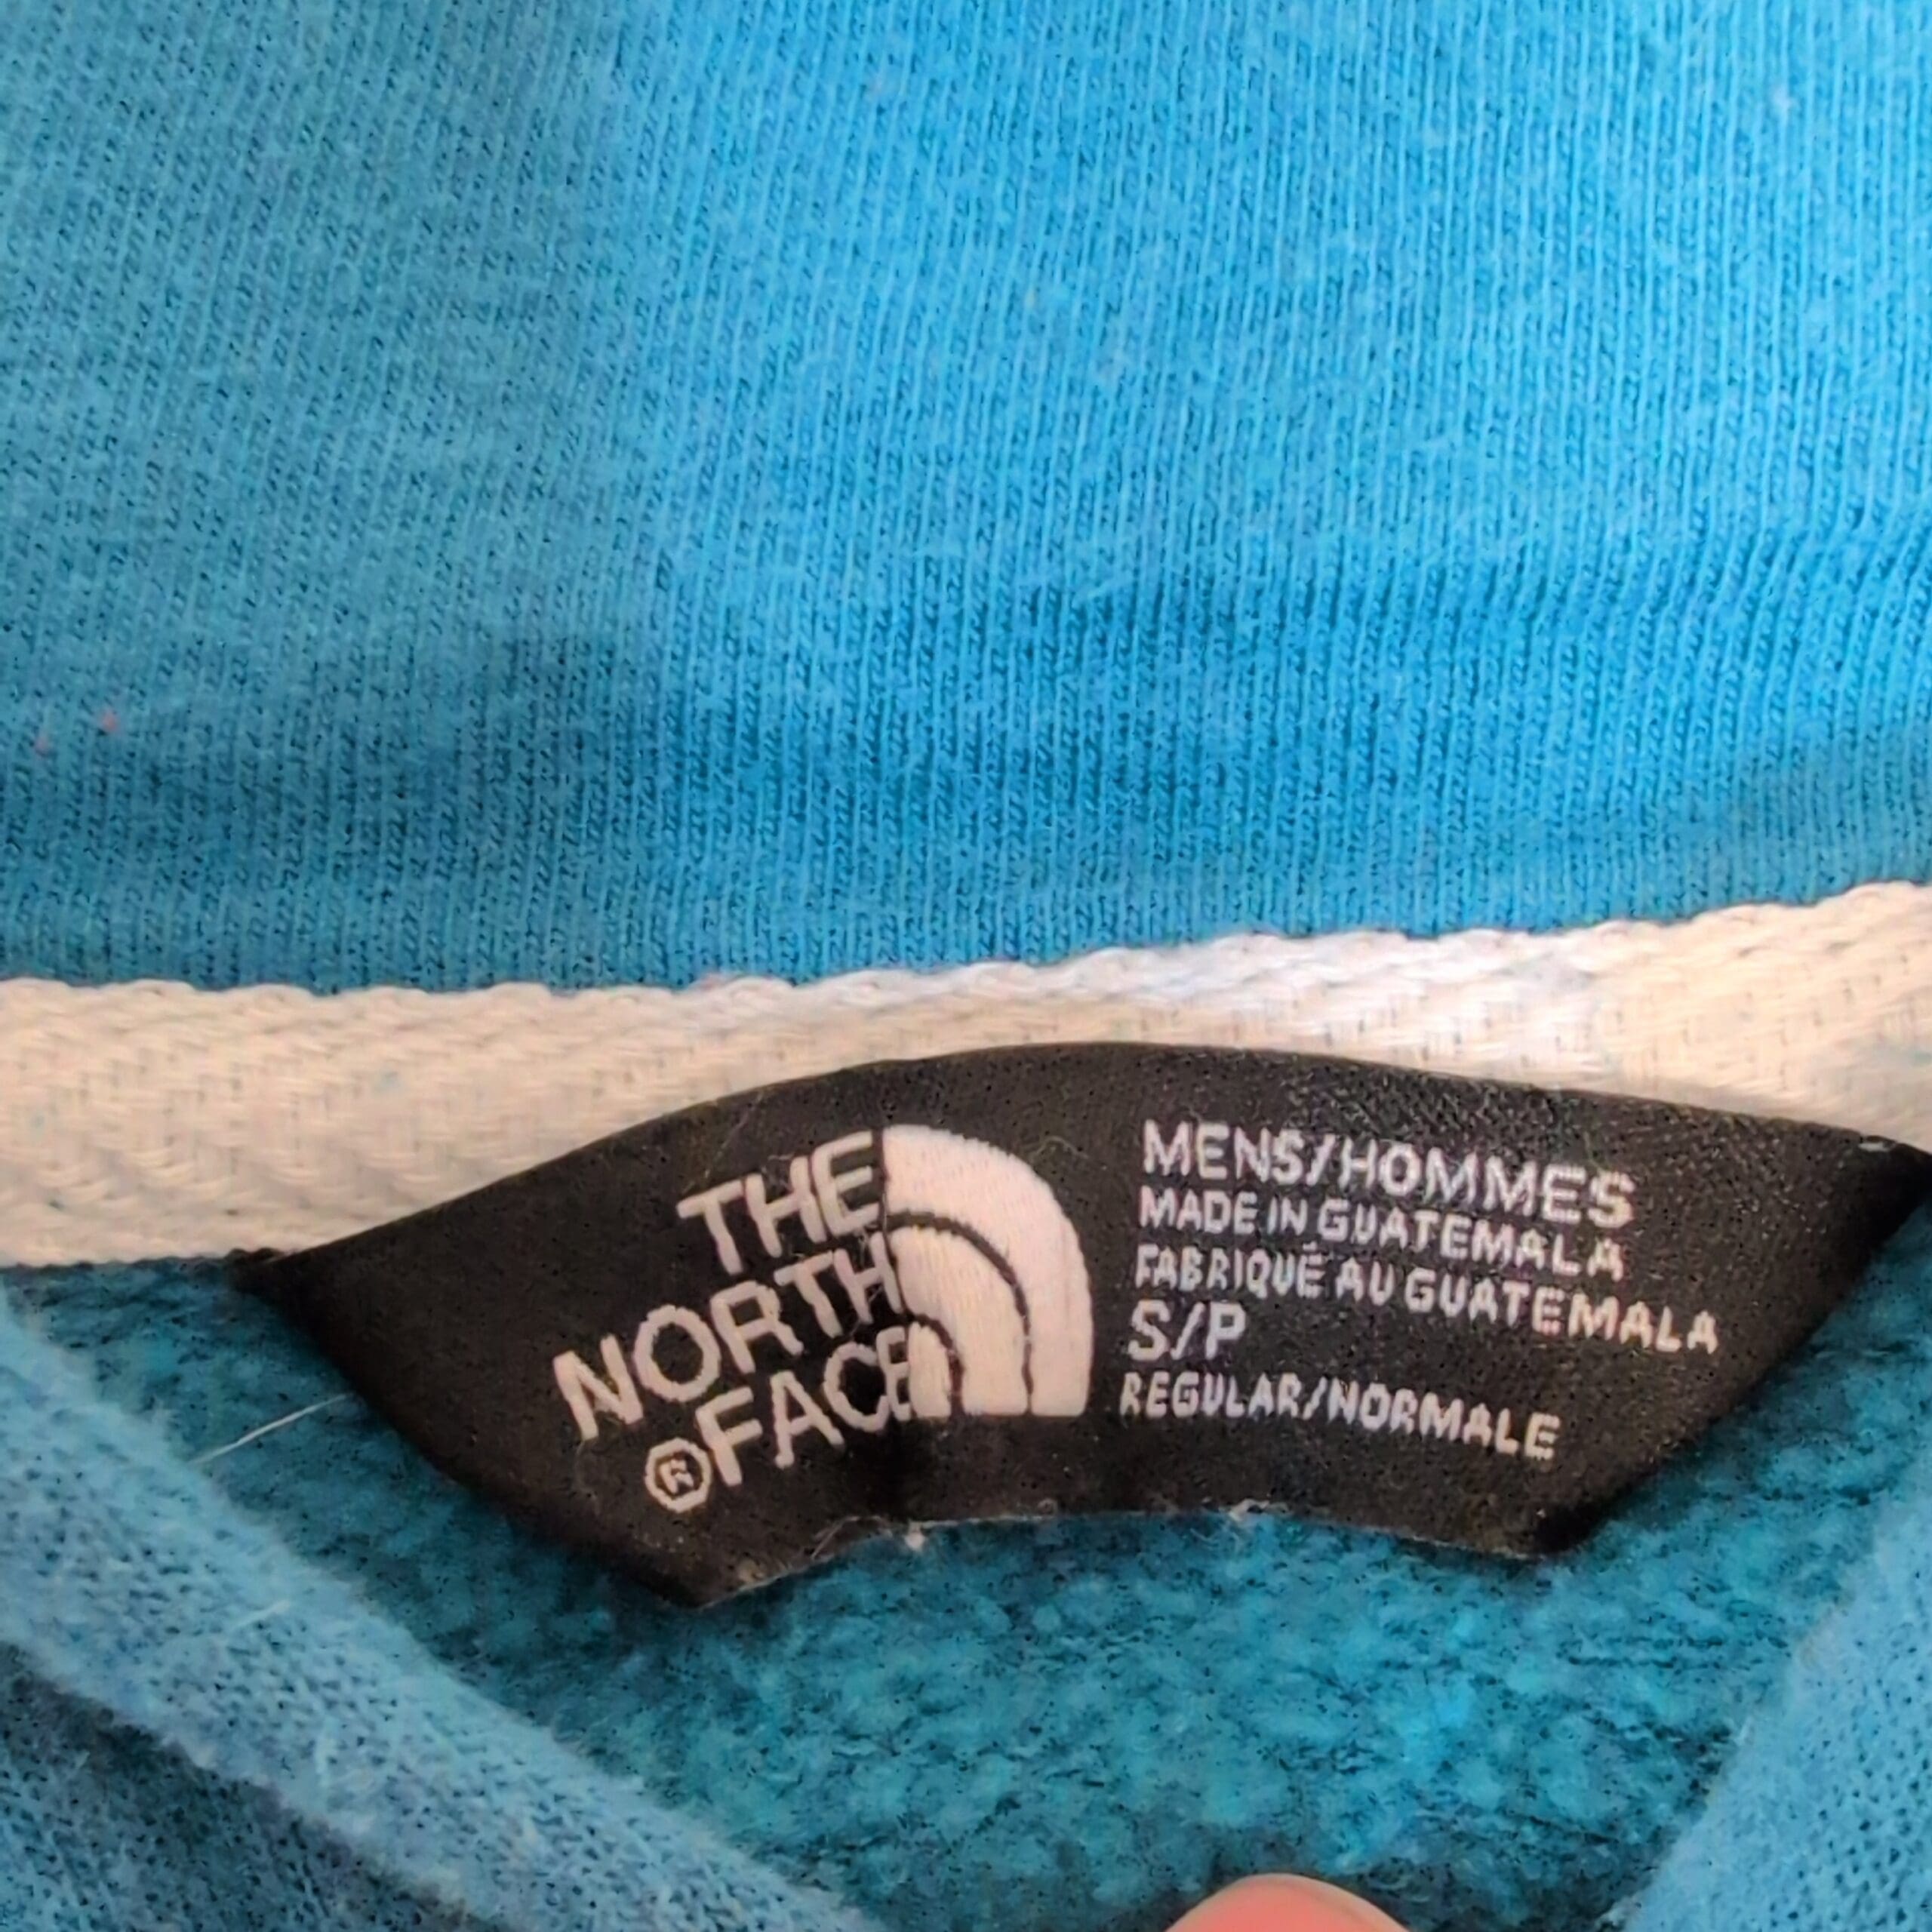 THE
NORTH
FACE
®
MENS/HOMMES
MADE IN GUATEMALA
FABRIQUÉ AU GUATEMALA
S/P
REGULAR/NORMALE